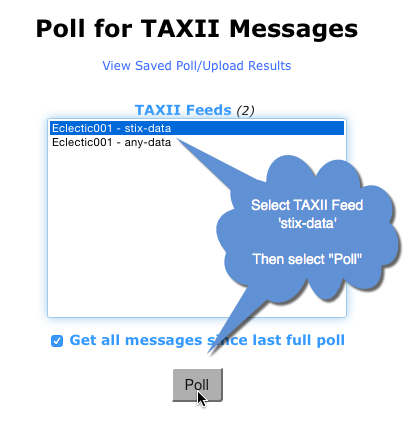 Poll for TAXII Messages
View Saved Poll/Upload Results
TAXII Feeds (2)
Eclectic001 - stix-data
Eclectic001 - any-data
Select TAXII Feed
'stix-data'
Then select "Poll"
Get all messages since last full poll
Poll